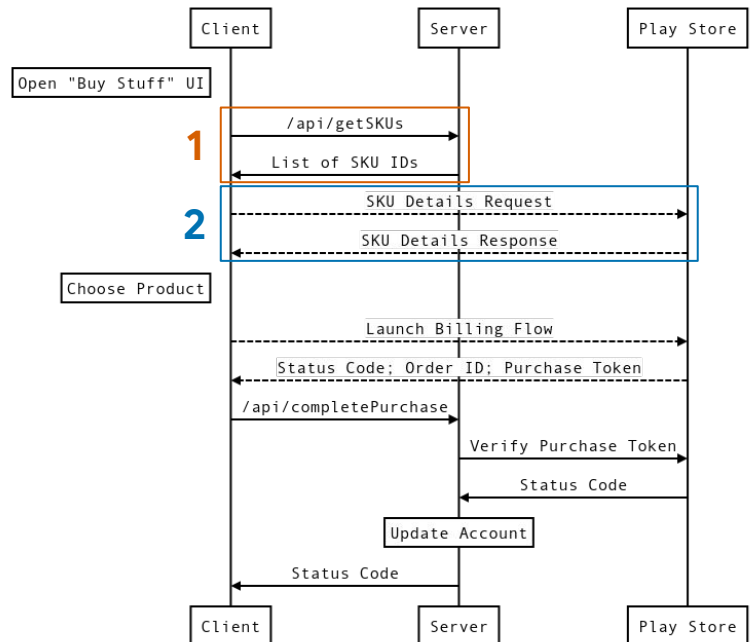 Client Server Play Store
Open "Buy Stuff" UI
1
/api/getSKUs
List of SKU IDs
2
SKU Details Request
SKU Details Response
Choose Product
Launch Billing Flow
Status Code; Order ID; Purchase Token
/api/completePurchase
Verify Purchase Token
Status Code
Update Account
Status Code
Client Server Play Store